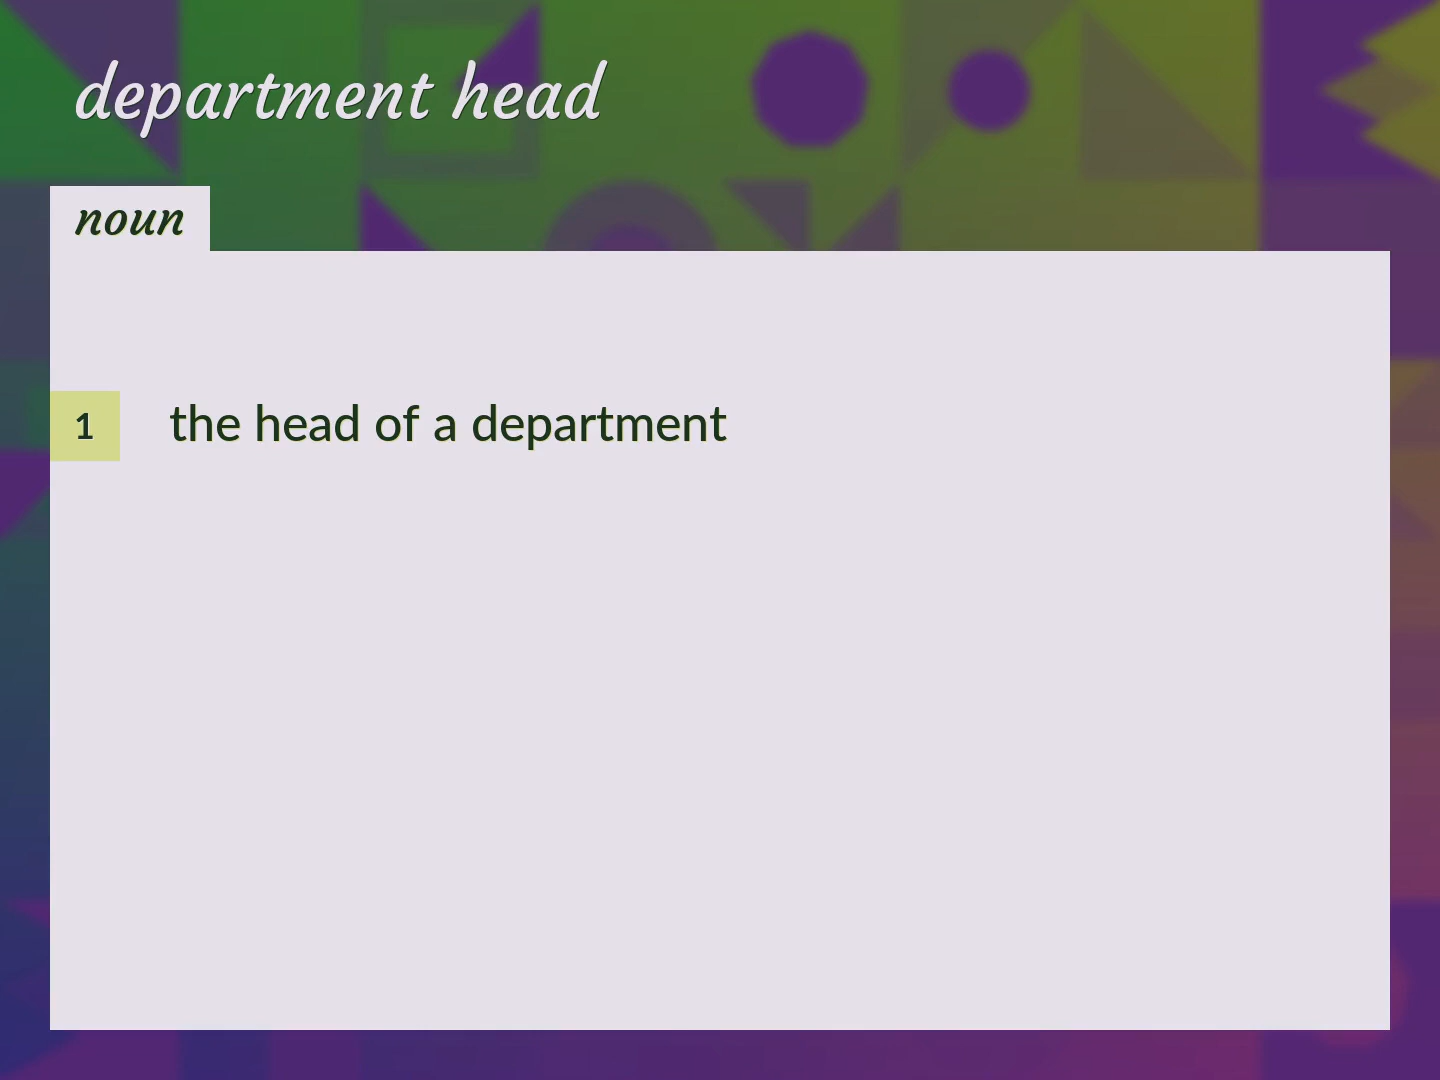 department head
noun
1 the head of a department